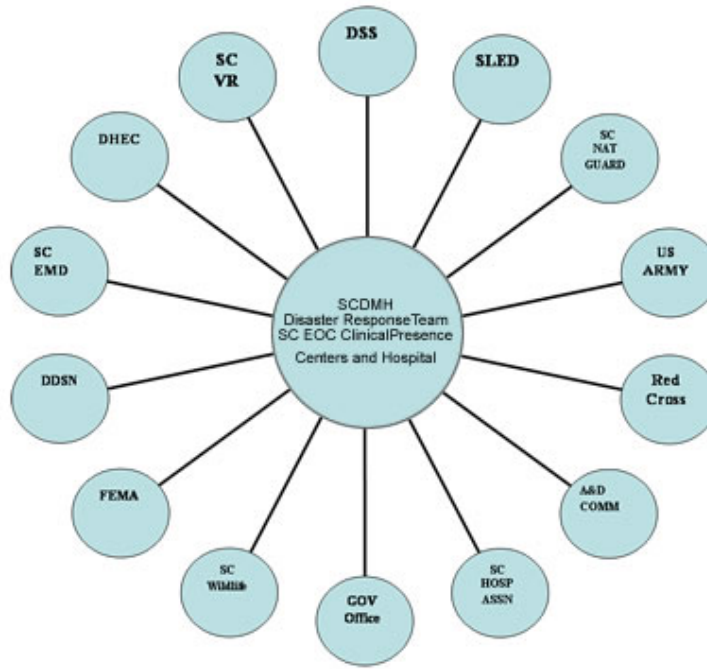 DSS
SLED
SC
NAT
GUARD
US
ARMY
Red
Cross
A&D
COMM
SC
HOSP
ASSN
GOV
Office
SC
Wildlife
FEMA
DDSN
SC
EMD
DHEC
SC
VR
SCDMH
Disaster ResponseTeam
SC EOC ClinicalPresence
Centers and Hospital